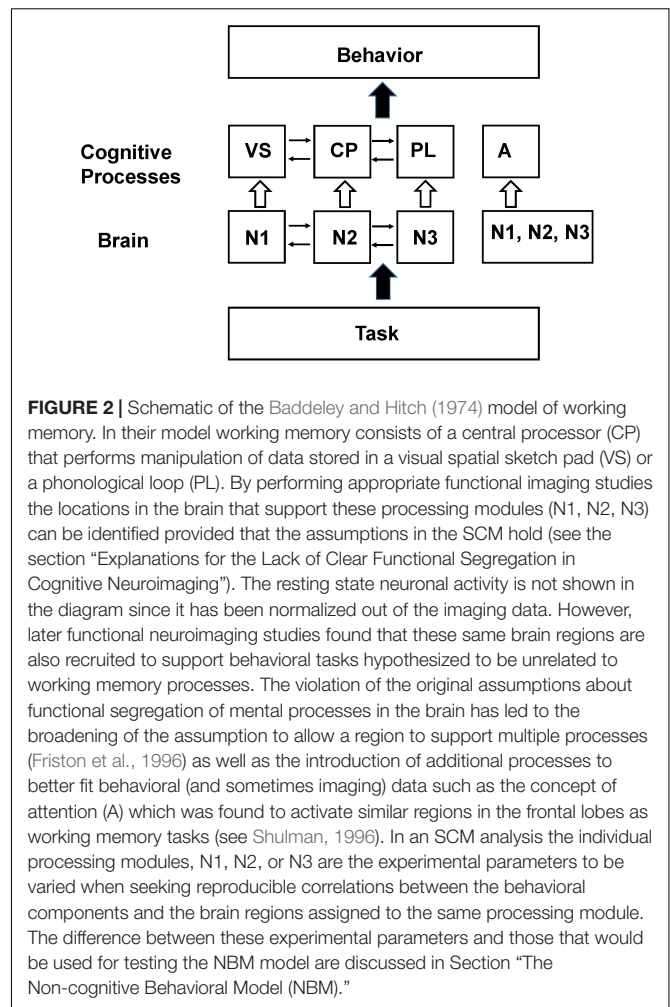 Behavior
Cognitive
Processes
VS
CP
PL
A
Brain
N1
N2
N3
N1, N2, N3
Task
FIGURE 2 | Schematic of the Baddeley and Hitch (1974) model of working
memory. In their model working memory consists of a central processor (CP)
that performs manipulation of data stored in a visual spatial sketch pad (VS) or
a phonological loop (PL). By performing appropriate functional imaging studies
the locations in the brain that support these processing modules (N1, N2, N3)
can be identified provided that the assumptions in the SCM hold (see the
section “Explanations for the Lack of Clear Functional Segregation in
Cognitive Neuroimaging”). The resting state neuronal activity is not shown in
the diagram since it has been normalized out of the imaging data. However,
later functional neuroimaging studies found that these same brain regions are
also recruited to support behavioral tasks hypothesized to be unrelated to
working memory processes. The violation of the original assumptions about
functional segregation of mental processes in the brain has led to the
broadening of the assumption to allow a region to support multiple processes
(Friston et al., 1996) as well as the introduction of additional processes to
better fit behavioral (and sometimes imaging) data such as the concept of
attention (A) which was found to activate similar regions in the frontal lobes as
working memory tasks (see Shulman, 1996). In an SCM analysis the individual
processing modules, N1, N2, or N3 are the experimental parameters to be
varied when seeking reproducible correlations between the behavioral
components and the brain regions assigned to the same processing module.
The difference between these experimental parameters and those that would
be used for testing the NBM model are discussed in Section “The
Non-cognitive Behavioral Model (NBM).”